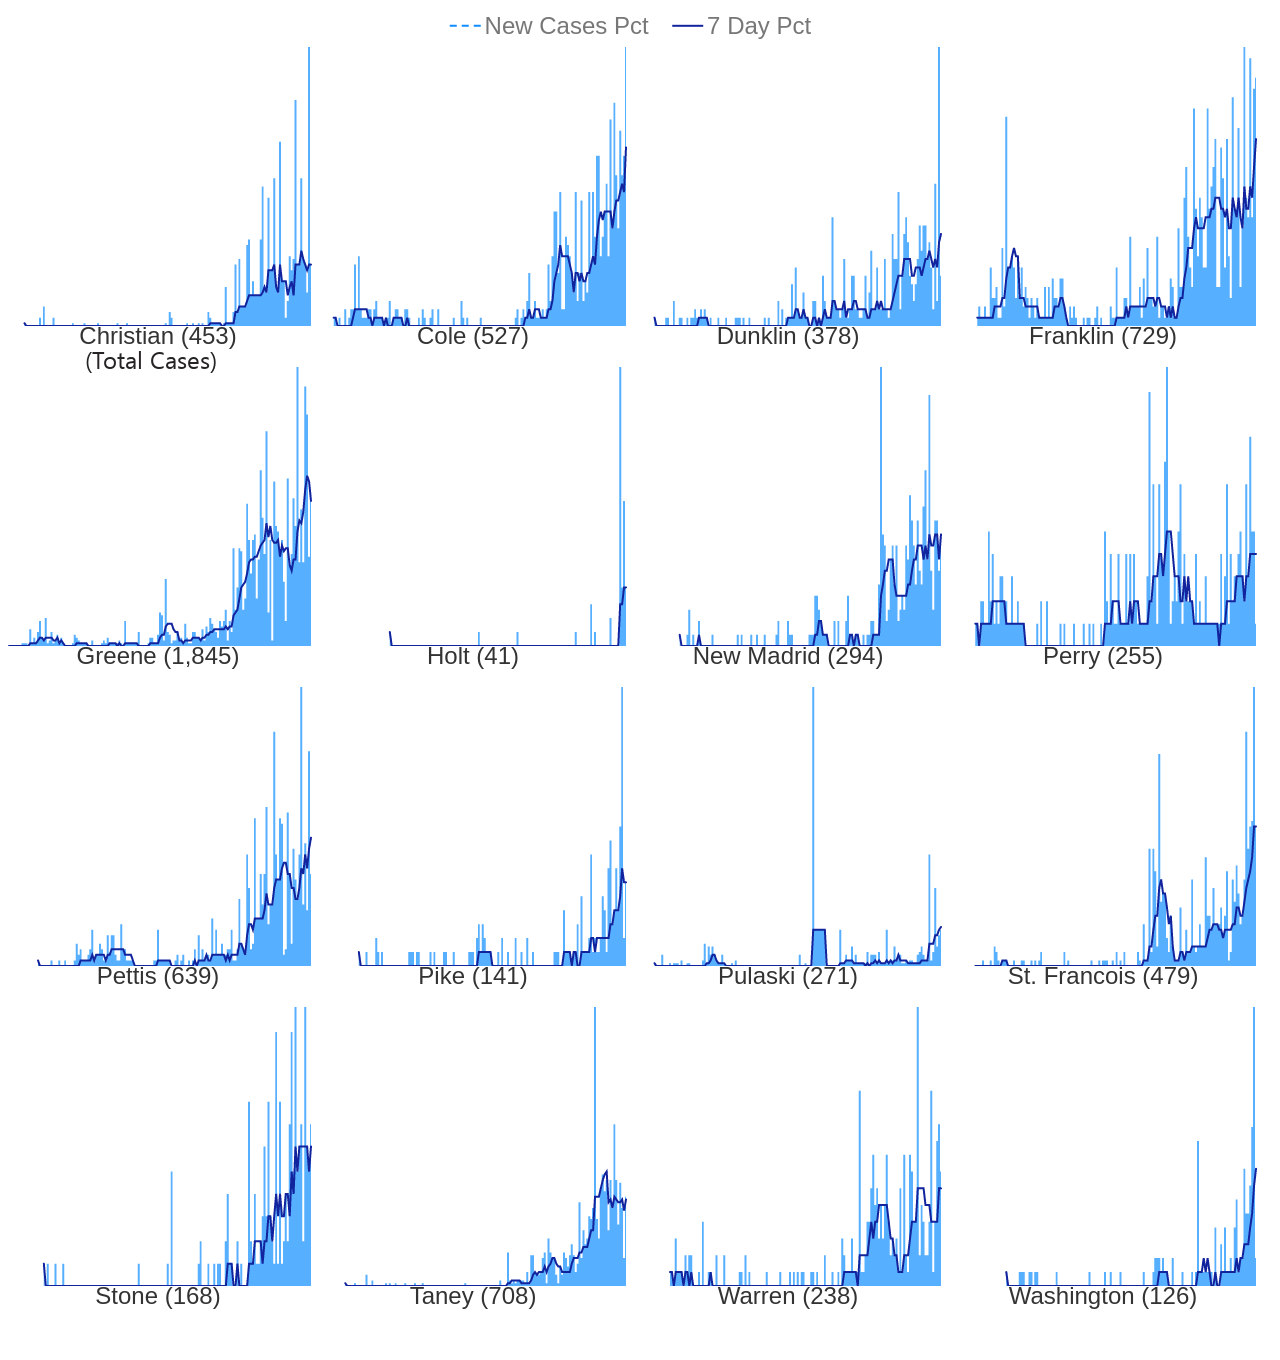 New Cases Pct 7 Day Pct
Christian (453) Cole (527) Dunklin (378) Franklin (729)
(Total Cases)
Greene (1,845) Holt (41) New Madrid (294) Perry (255)
Pettis (639) Pike (141) Pulaski (271) St. Francois (479)
Stone (168) Taney (708) Warren (238) Washington (126)